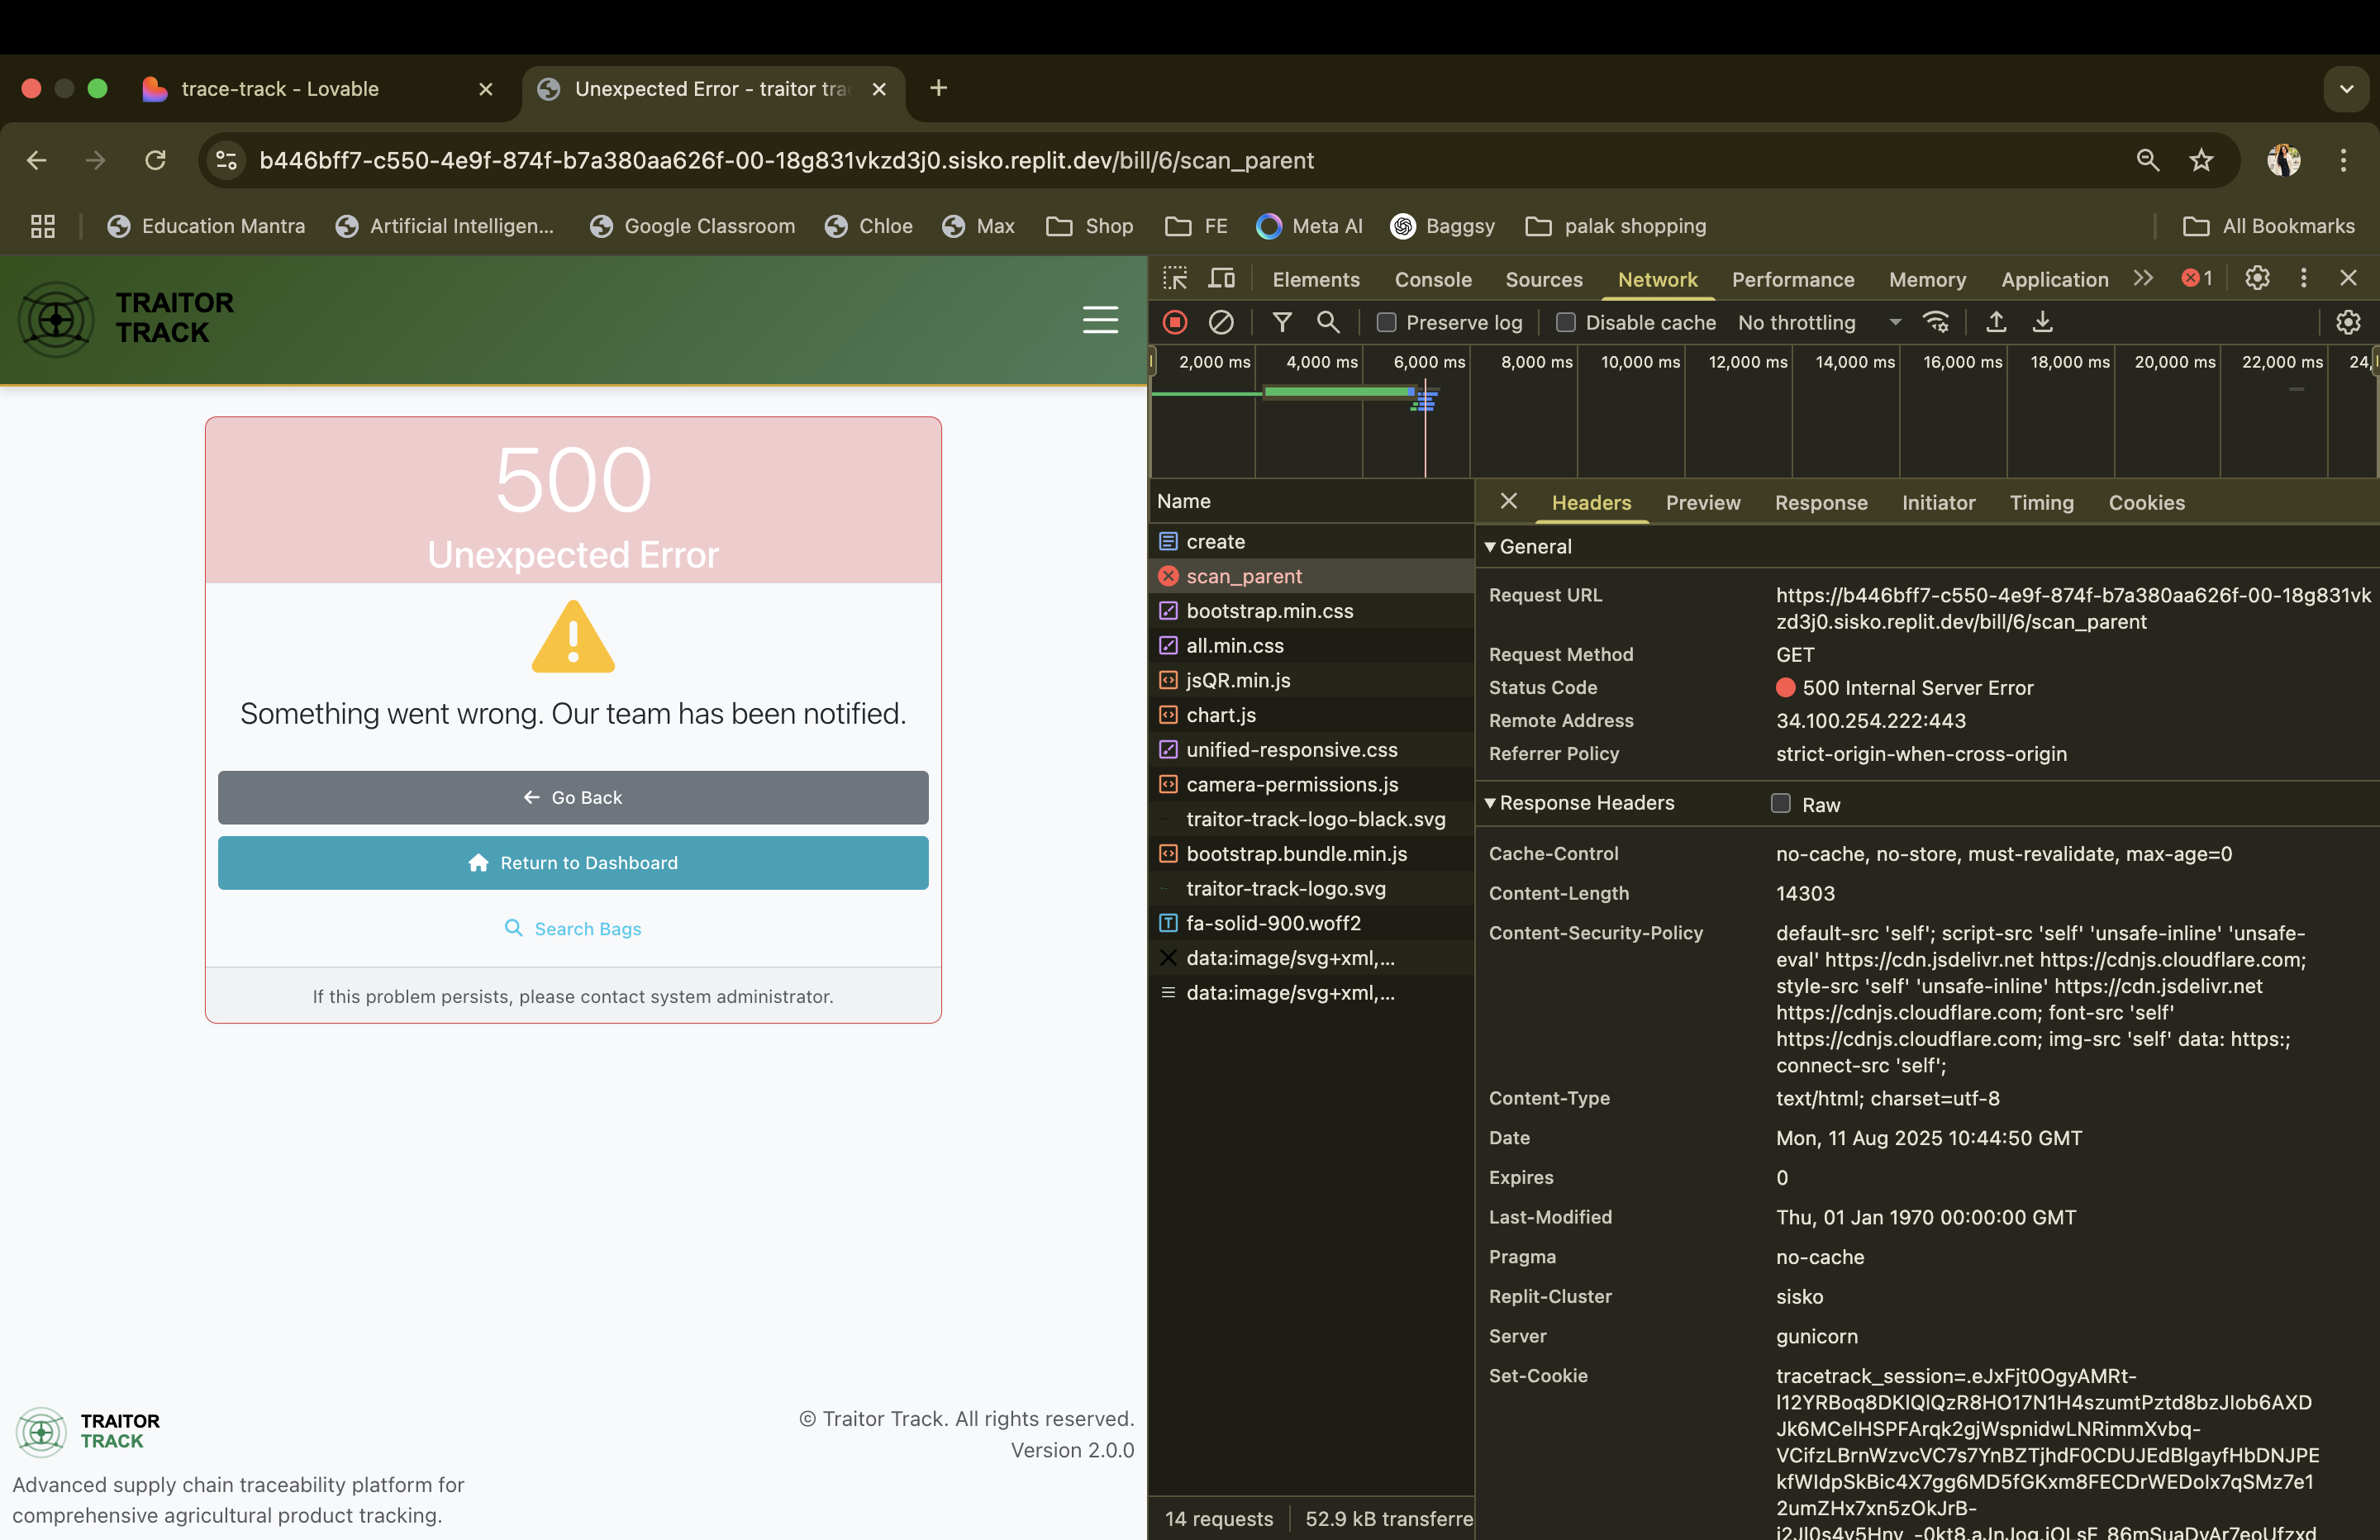 trace-track - Lovable
Unexpected Error - traitor tra
b446bff7-c550-4e9f-874f-b7a380aa626f-00-18g831vkzd3j0.sisko.replit.dev/bill/6/scan_parent
Education Mantra
Artificial Intelligen...
Google Classroom
Chloe
Max
Shop
FE
Meta AI
Baggsy
palak shopping
All Bookmarks
TRAITOR
TRACK
500
Unexpected Error
Something went wrong. Our team has been notified.
Go Back
Return to Dashboard
Search Bags
If this problem persists, please contact system administrator.
TRAITOR
TRACK
Advanced supply chain traceability platform for
comprehensive agricultural product tracking.
© Traitor Track. All rights reserved.
Version 2.0.0
Elements
Console
Sources
Network
Performance
Memory
Application
1
Preserve log
Disable cache
No throttling
2,000 ms
4,000 ms
6,000 ms
8,000 ms
10,000 ms
12,000 ms
14,000 ms
16,000 ms
18,000 ms
20,000 ms
22,000 ms
24,
Name
create
scan_parent
bootstrap.min.css
all.min.css
jsQR.min.js
chart.js
unified-responsive.css
camera-permissions.js
traitor-track-logo-black.svg
bootstrap.bundle.min.js
traitor-track-logo.svg
fa-solid-900.woff2
data:image/svg+xml,...
data:image/svg+xml,...
14 requests
52.9 kB transferre
Headers
Preview
Response
Initiator
Timing
Cookies
General
Request URL
https://b446bff7-c550-4e9f-874f-b7a380aa626f-00-18g831vk
zd3j0.sisko.replit.dev/bill/6/scan_parent
Request Method
GET
Status Code
500 Internal Server Error
Remote Address
34.100.254.222:443
Referrer Policy
strict-origin-when-cross-origin
Response Headers
Raw
Cache-Control
no-cache, no-store, must-revalidate, max-age=0
Content-Length
14303
Content-Security-Policy
default-src 'self'; script-src 'self' 'unsafe-inline' 'unsafe-
eval' https://cdn.jsdelivr.net https://cdnjs.cloudflare.com;
style-src 'self' 'unsafe-inline' https://cdn.jsdelivr.net
https://cdnjs.cloudflare.com; font-src 'self'
https://cdnjs.cloudflare.com; img-src 'self' data: https:;
connect-src 'self';
Content-Type
text/html; charset=utf-8
Date
Mon, 11 Aug 2025 10:44:50 GMT
Expires
0
Last-Modified
Thu, 01 Jan 1970 00:00:00 GMT
Pragma
no-cache
Replit-Cluster
sisko
Server
gunicorn
Set-Cookie